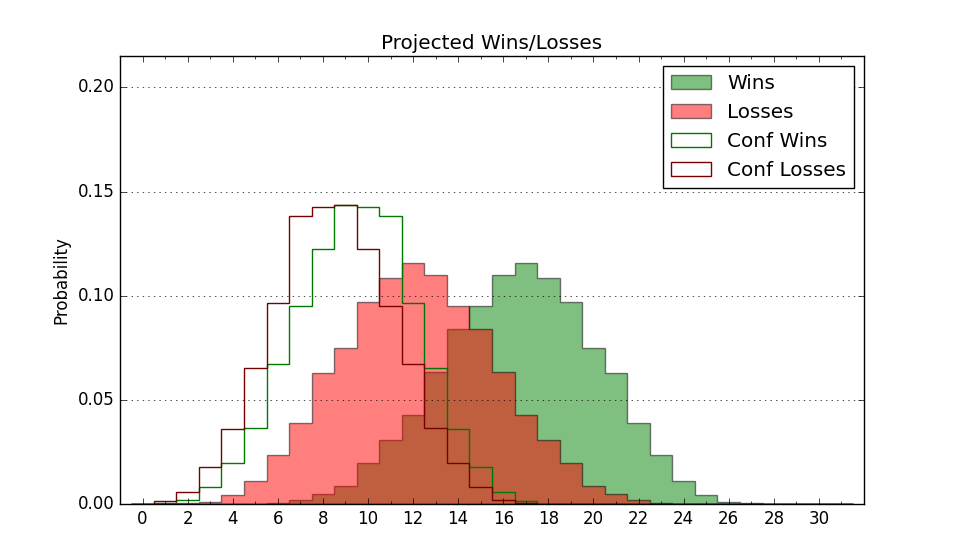 Projected Wins/Losses
0.20
0.15
0.10
0.05
0.00
Probability
Wins
Losses
Conf Wins
Conf Losses
0 2 4 6 8 10 12 14 16 18 20 22 24 26 28 30